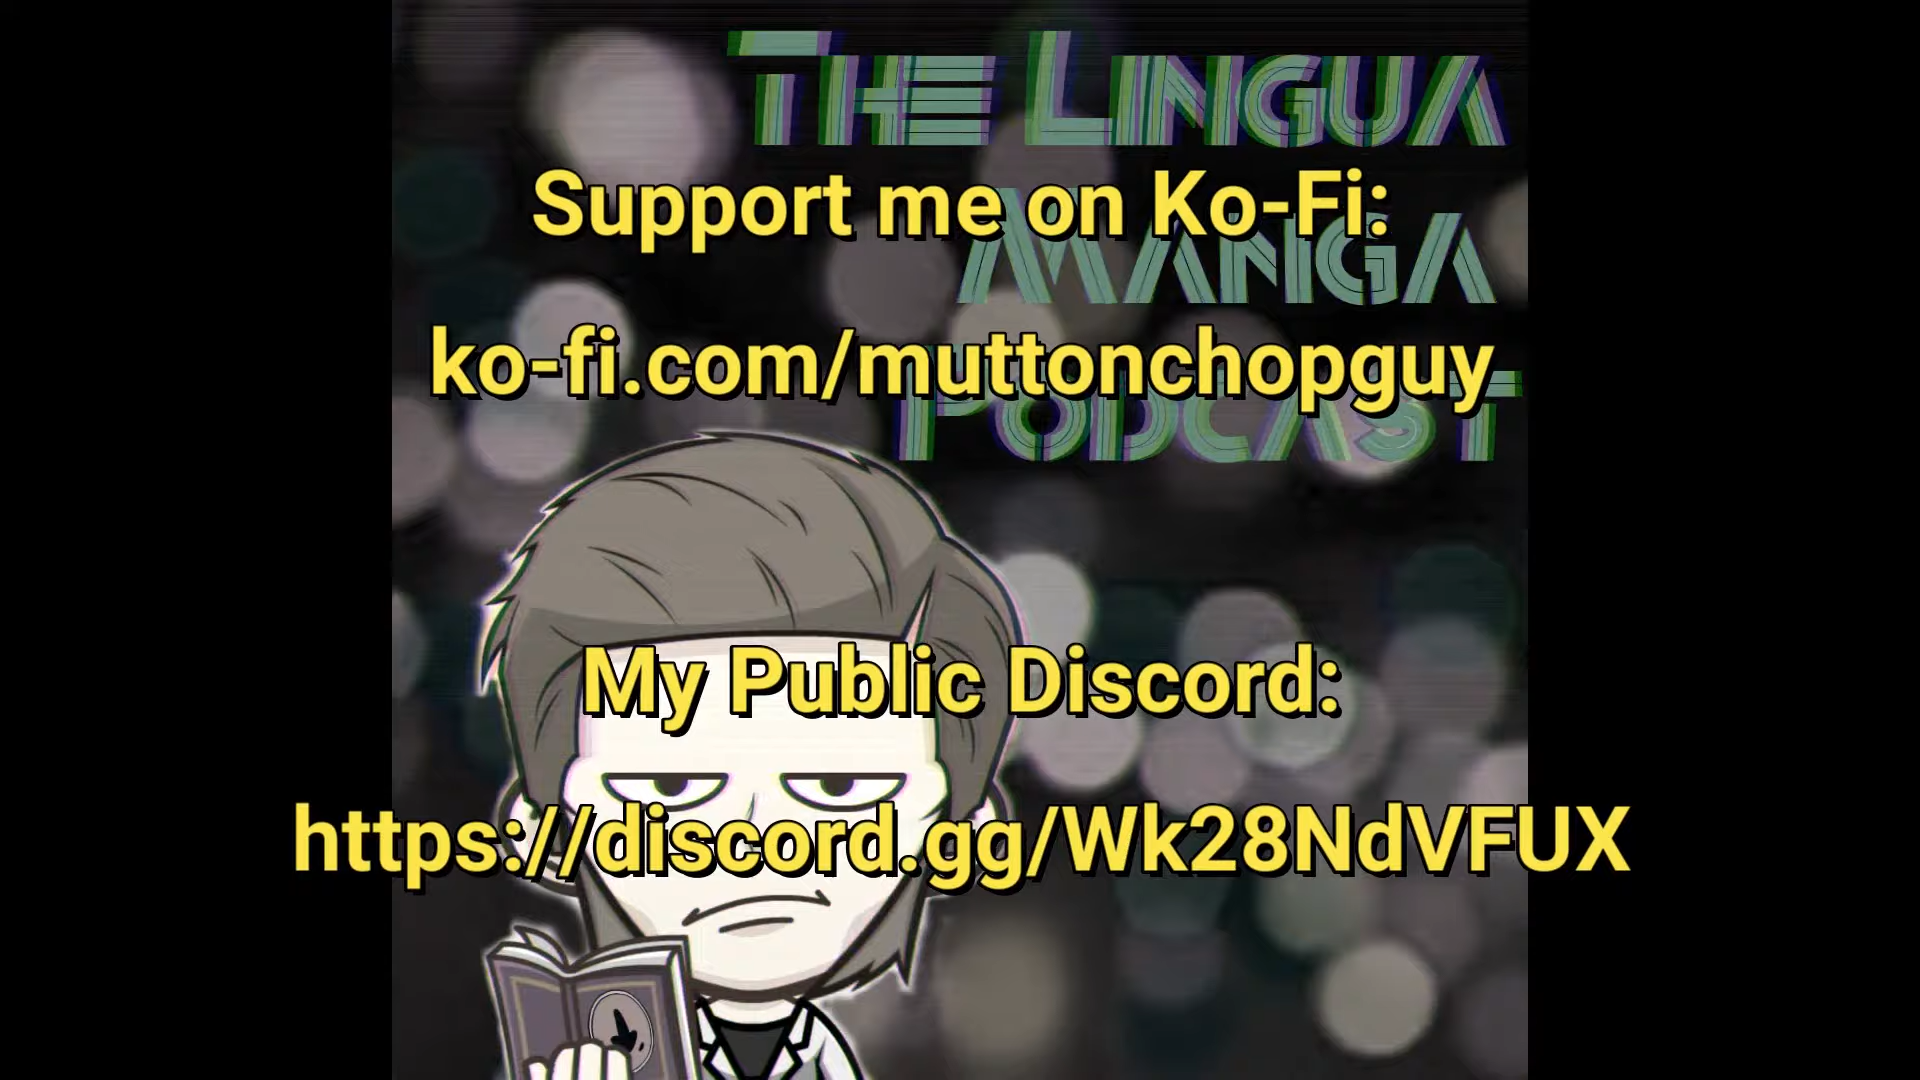 The Lingua
Support me on Ko-Fi:
Manga
ko-fi.com/muttonchopguy
Podcast
My Public Discord:
https://discord.gg/Wk28NdVFUX